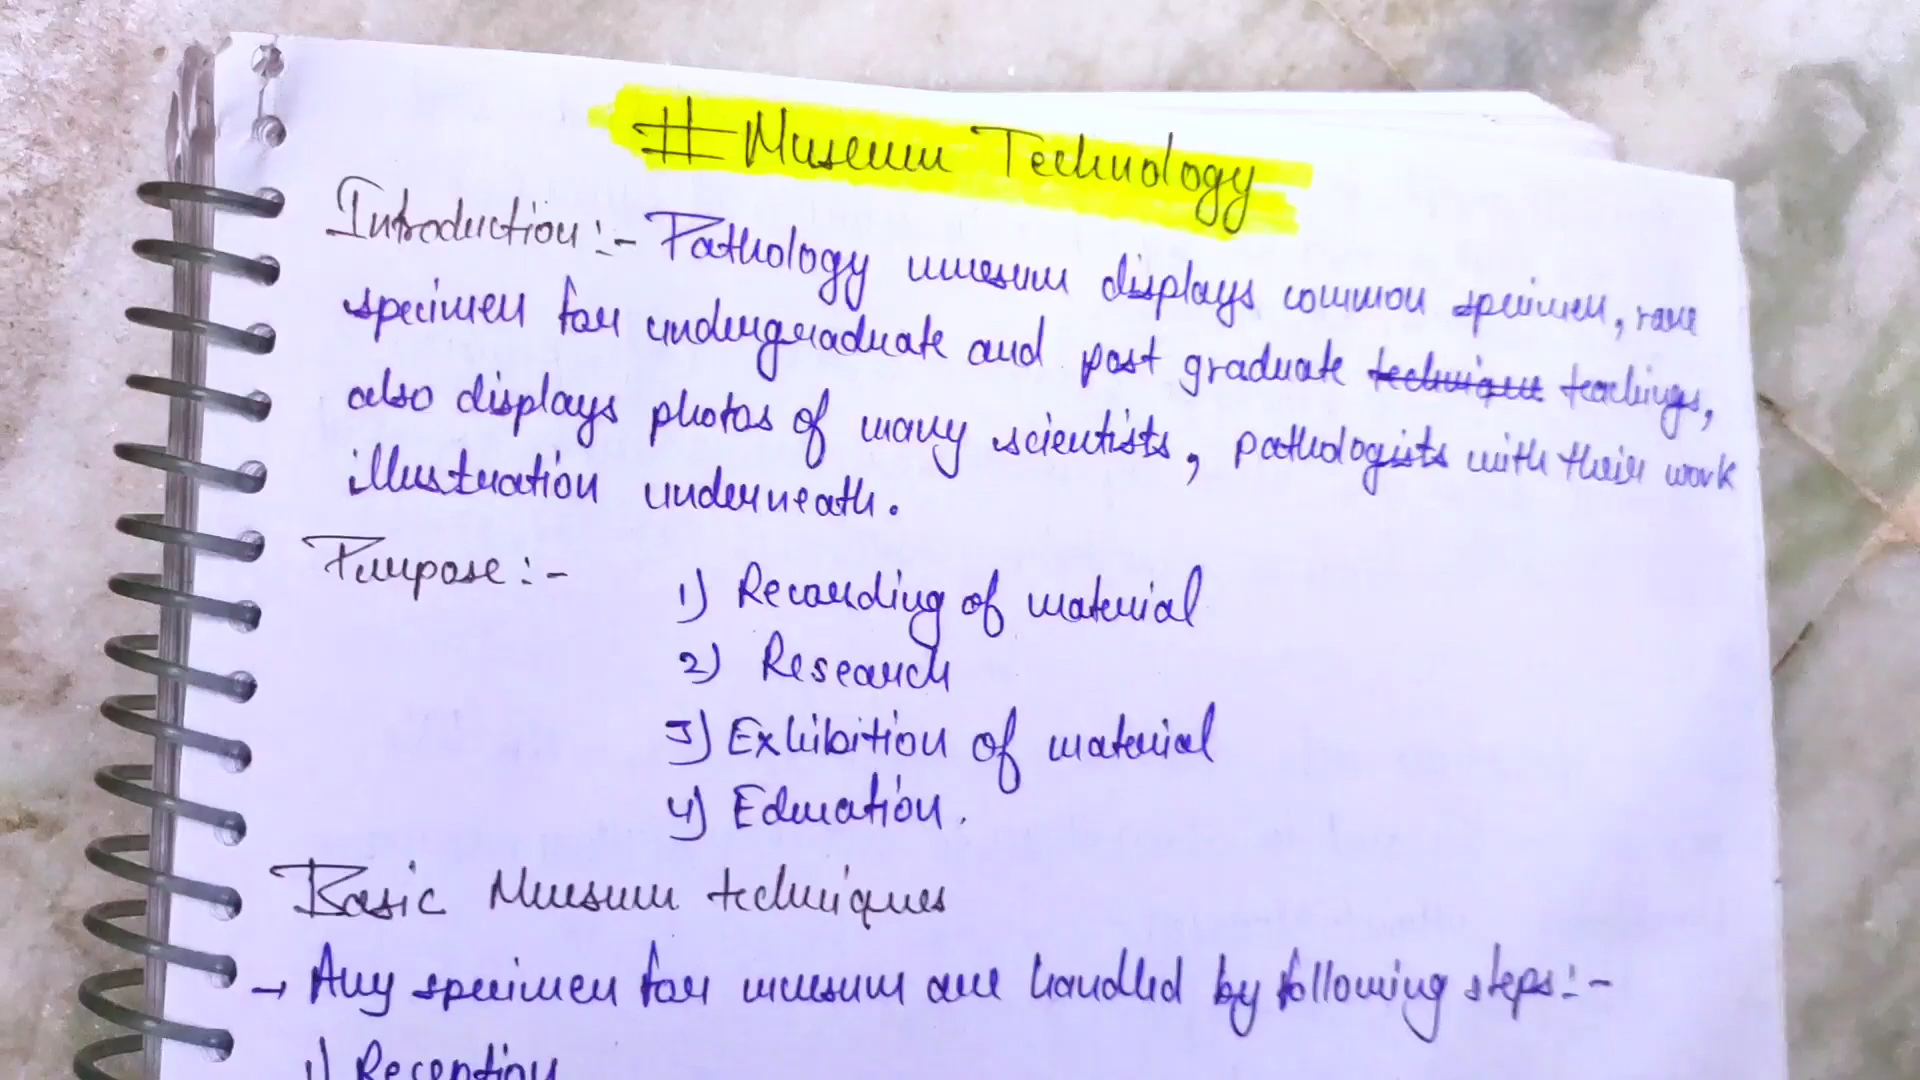 # Museum Technology
Introduction:- Pathology museum displays common specimen, rare
specimen for undergraduate and post graduate technique teachings,
also displays photos of many scientists, pathologists with their work
illustration underneath.
Purpose:-
1) Recording of material
2) Research
3) Exhibition of material
4) Education.
Basic Museum techniques
→ Any specimen for museum are handled by following steps:-
1) Reception